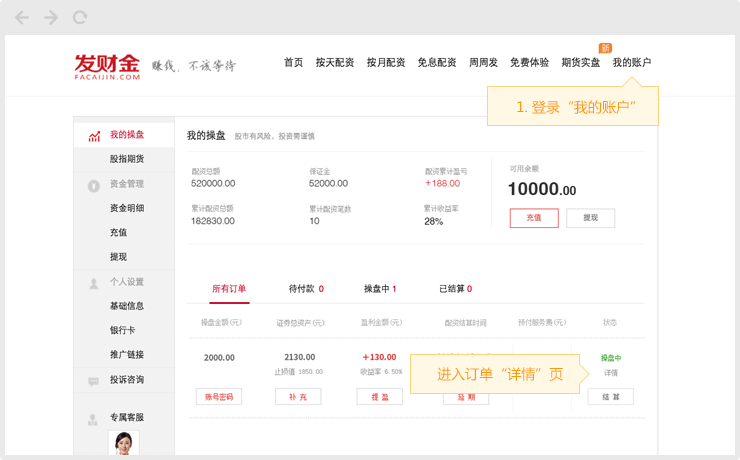 新
发财金 赚钱，不该等待 首页 按天配资 按月配资 免息配资 周周发 免费体验 期货实盘 我的账户
FACAIJIN.COM
1. 登录“我的账户”
我的操盘
股指期货
资金管理
资金明细
充值
提现
个人设置
基础信息
银行卡
推广链接
投诉咨询
专属客服
我的操盘 股市有风险，投资需谨慎
配资总额 保证金 配资累计盈亏
520000.00 52000.00 +188.00
累计配资总额 累计配资笔数 累计收益率
182830.00 10 28%
可用余额
10000.00
充值 提现
所有订单 待付款 0 操盘中 1 已结算 0
操盘金额(元) 证券总资产(元) 盈利金额(元) 配资结算时间 预付服务费(元) 状态
2000.00 2130.00 +130.00 操盘中
止损值 1850.00 收益率 6.50% 详情
进入订单“详情”页
账号密码 补 充 提 盈 延 期 结 算